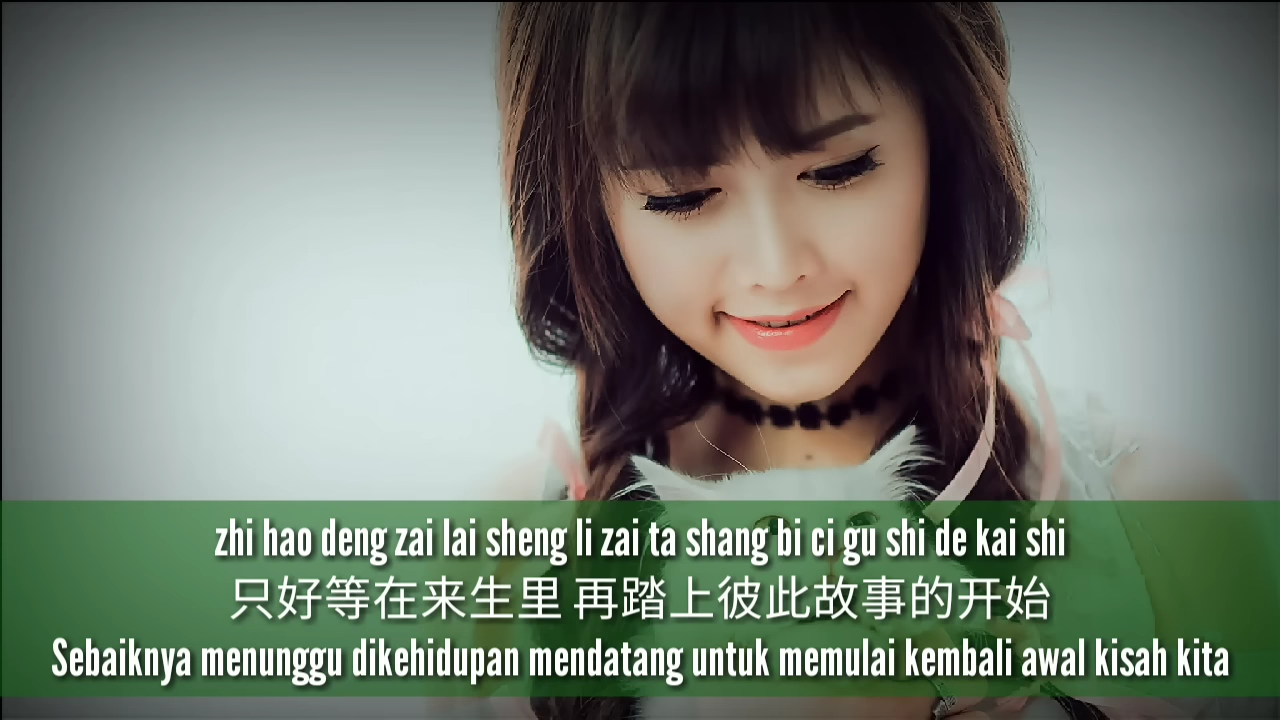 zhi hao deng zai lai sheng li zai ta shang bi ci gu shi de kai shi
只好等在来生里 再踏上彼此故事的开始
Sebaiknya menunggu dikehidupan mendatang untuk memulai kembali awal kisah kita